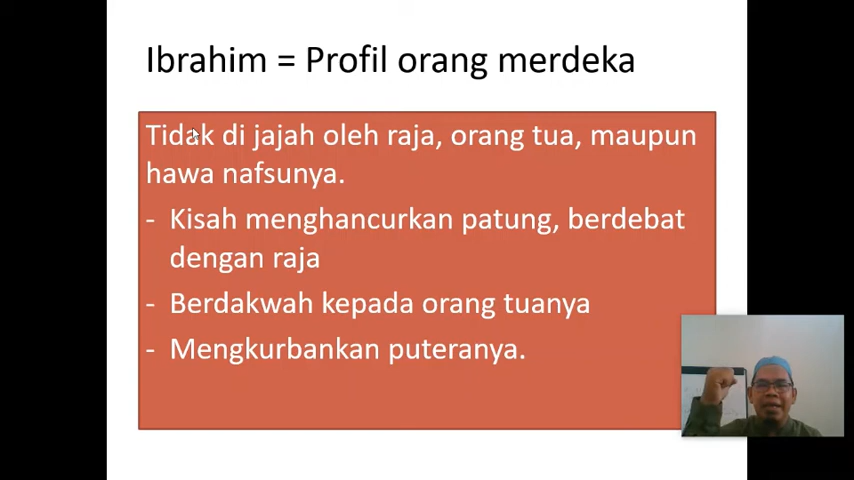 Ibrahim = Profil orang merdeka
Tidak di jajah oleh raja, orang tua, maupun
hawa nafsunya.
- Kisah menghancurkan patung, berdebat
dengan raja
- Berdakwah kepada orang tuanya
- Mengkurbankan puteranya.